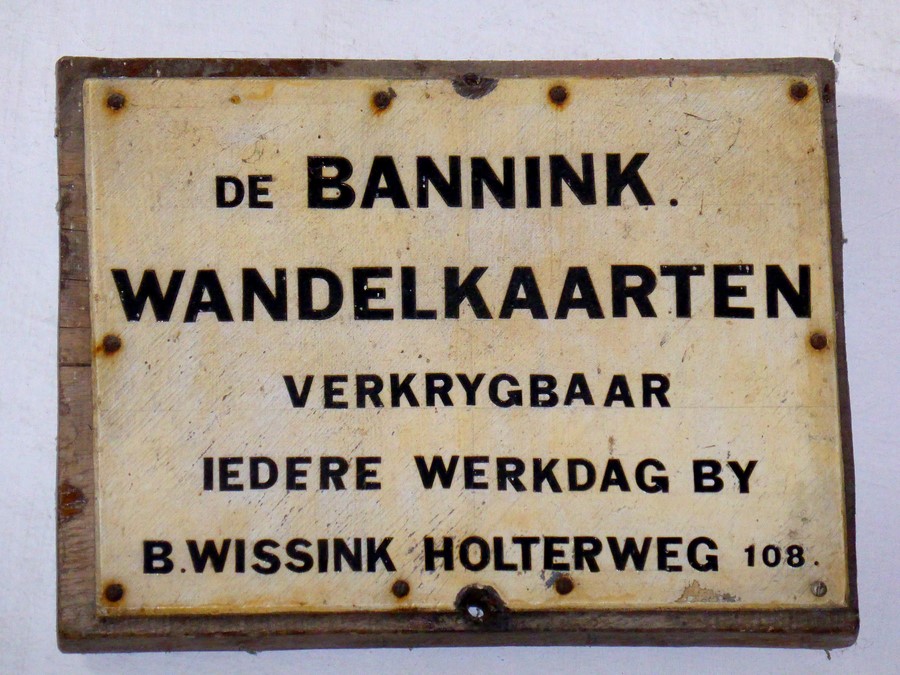 DE BANNINK.
WANDELKAARTEN
VERKRYGBAAR
IEDERE WERKDAG BY
B.WISSINK HOLTERWEG 108.